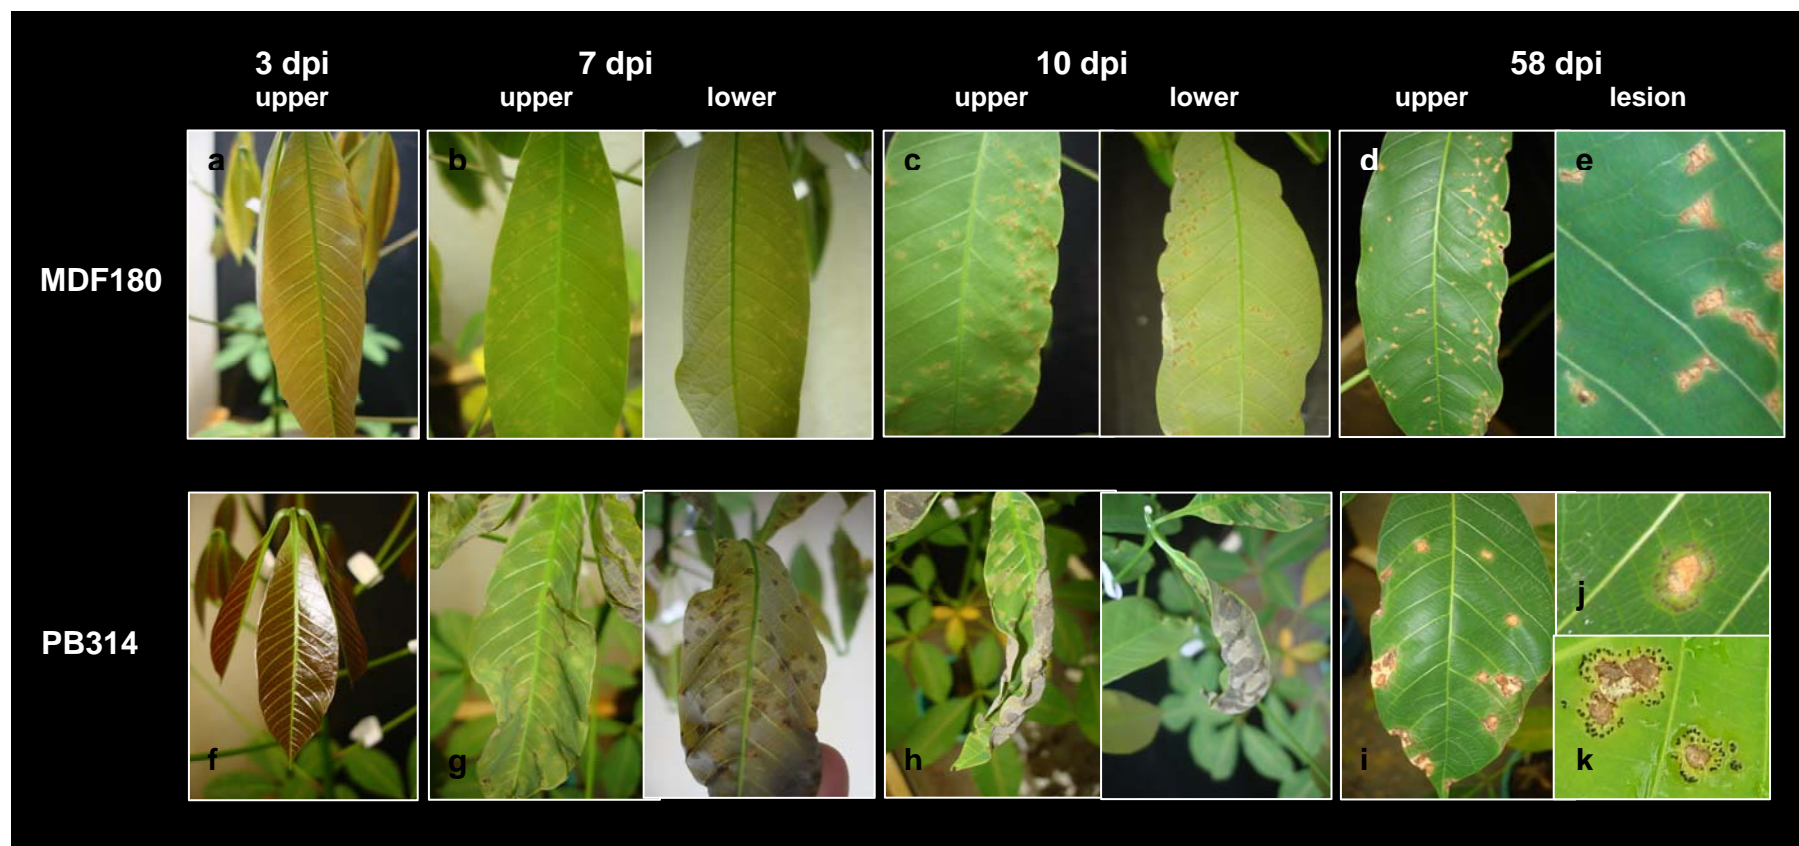 3 dpi 7 dpi 10 dpi 58 dpi
upper upper lower upper lower upper lesion
a b c d e
MDF180
j
PB314
f g h i k